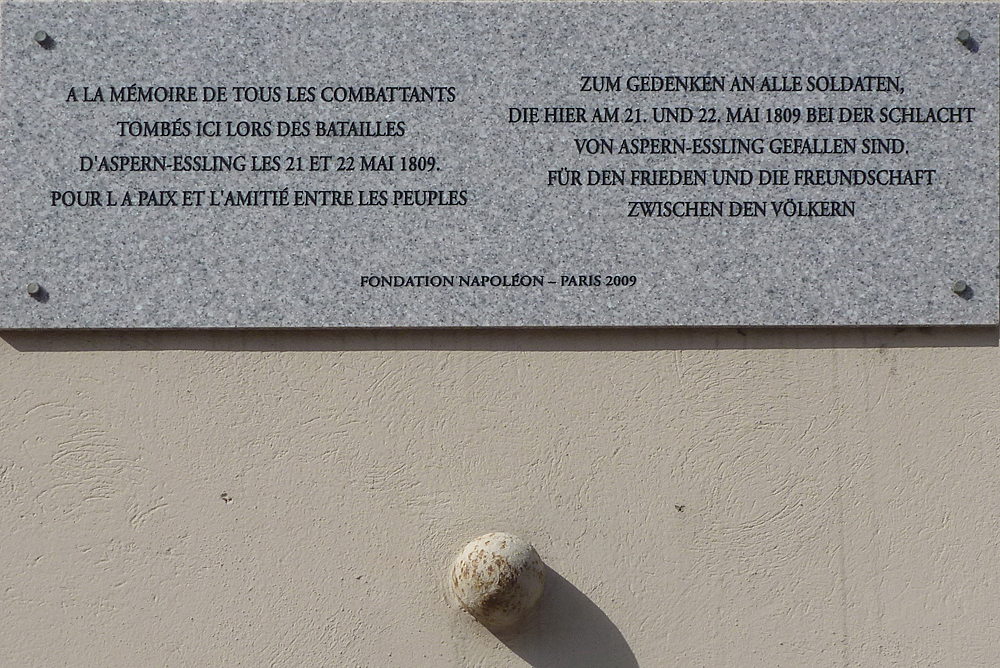 A LA MÉMOIRE DE TOUS LES COMBATTANTS
TOMBÉS ICI LORS DES BATAILLES
D'ASPERN-ESSLING LES 21 ET 22 MAI 1809.
POUR L A PAIX ET L'AMITIÉ ENTRE LES PEUPLES
ZUM GEDENKEN AN ALLE SOLDATEN,
DIE HIER AM 21. UND 22. MAI 1809 BEI DER SCHLACHT
VON ASPERN-ESSLING GEFALLEN SIND.
FÜR DEN FRIEDEN UND DIE FREUNDSCHAFT
ZWISCHEN DEN VÖLKERN
FONDATION NAPOLÉON – PARIS 2009